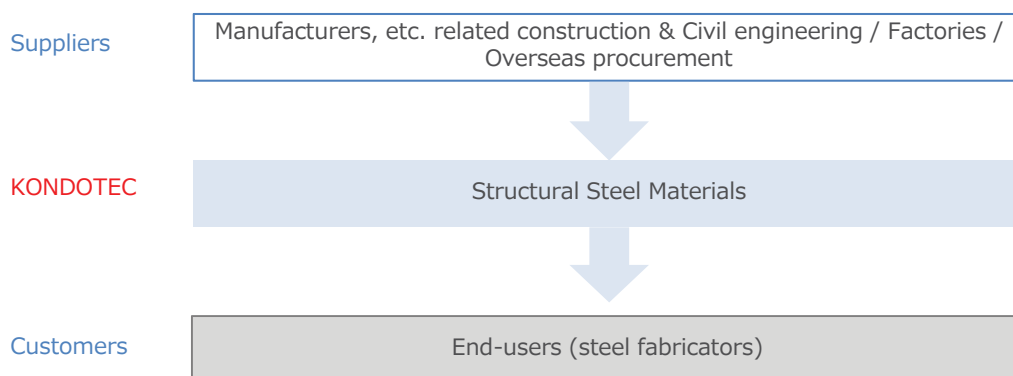 Suppliers
Manufacturers, etc. related construction & Civil engineering / Factories /
Overseas procurement
KONDOTEC
Structural Steel Materials
Customers
End-users (steel fabricators)